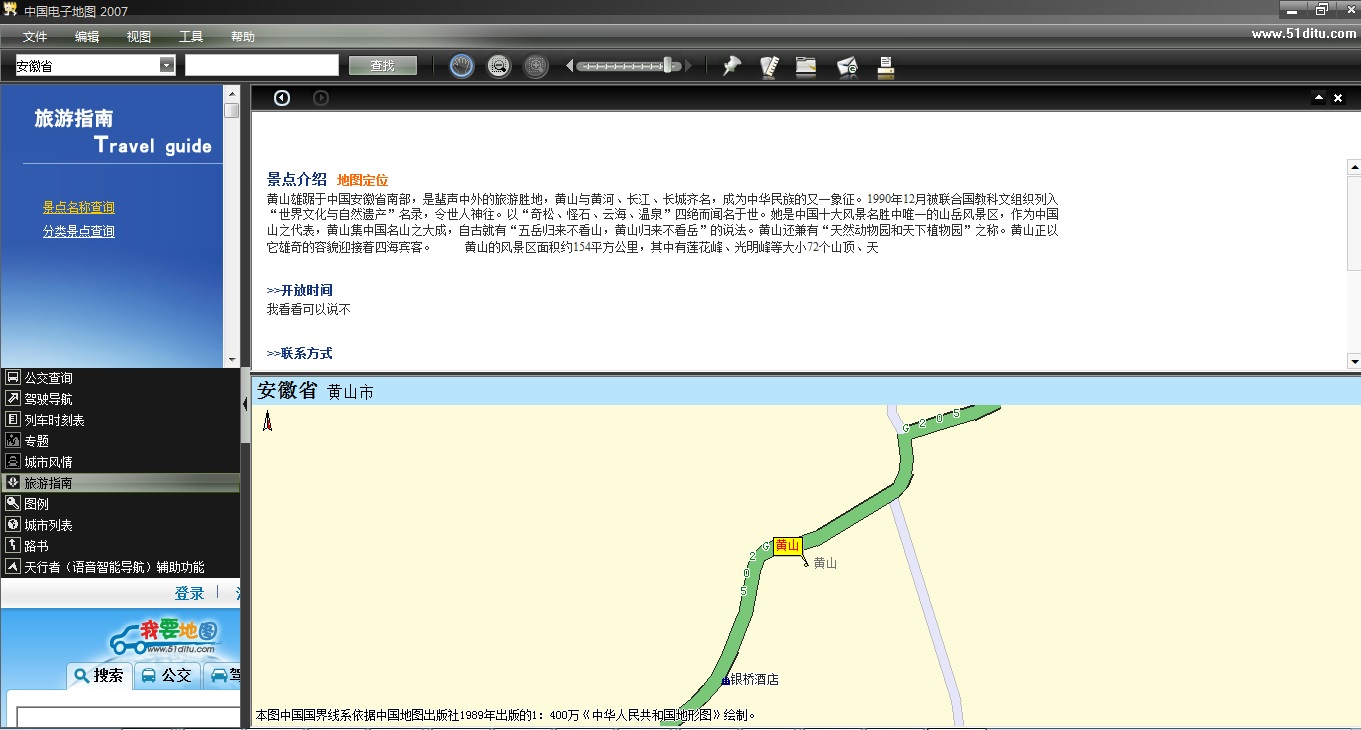 中国电子地图 2007
文件 编辑 视图 工具 帮助
www.51ditu.com
安徽省 查找
旅游指南
Travel guide
景点名称查询
分类景点查询
景点介绍 地图定位
黄山雄踞于中国安徽省南部，是蜚声中外的旅游胜地，黄山与黄河、长江、长城齐名，成为中华民族的又一象征。1990年12月被联合国教科文组织列入
“世界文化与自然遗产”名录，令世人神往。以“奇松、怪石、云海、温泉”四绝而闻名于世。她是中国十大风景名胜中唯一的山岳风景区，作为中国
山之代表，黄山集中国名山之大成，自古就有“五岳归来不看山，黄山归来不看岳”的说法。黄山还兼有“天然动物园和天下植物园”之称。黄山正以
它雄奇的容貌迎接着四海宾客。 黄山的风景区面积约154平方公里，其中有莲花峰、光明峰等大小72个山顶、天
>>开放时间
我看看可以说不
>>联系方式
公交查询
驾驶导航
列车时刻表
专题
城市风情
旅游指南
图例
城市列表
路书
天行者（语音智能导航）辅助功能
登录
我要地图
www.51ditu.com
搜索 公交 驾
安徽省 黄山市
G 2 0 5
黄山
黄山
G 2 0 5
银桥酒店
本图中国国界线系依据中国地图出版社1989年出版的1：400万《中华人民共和国地形图》绘制。